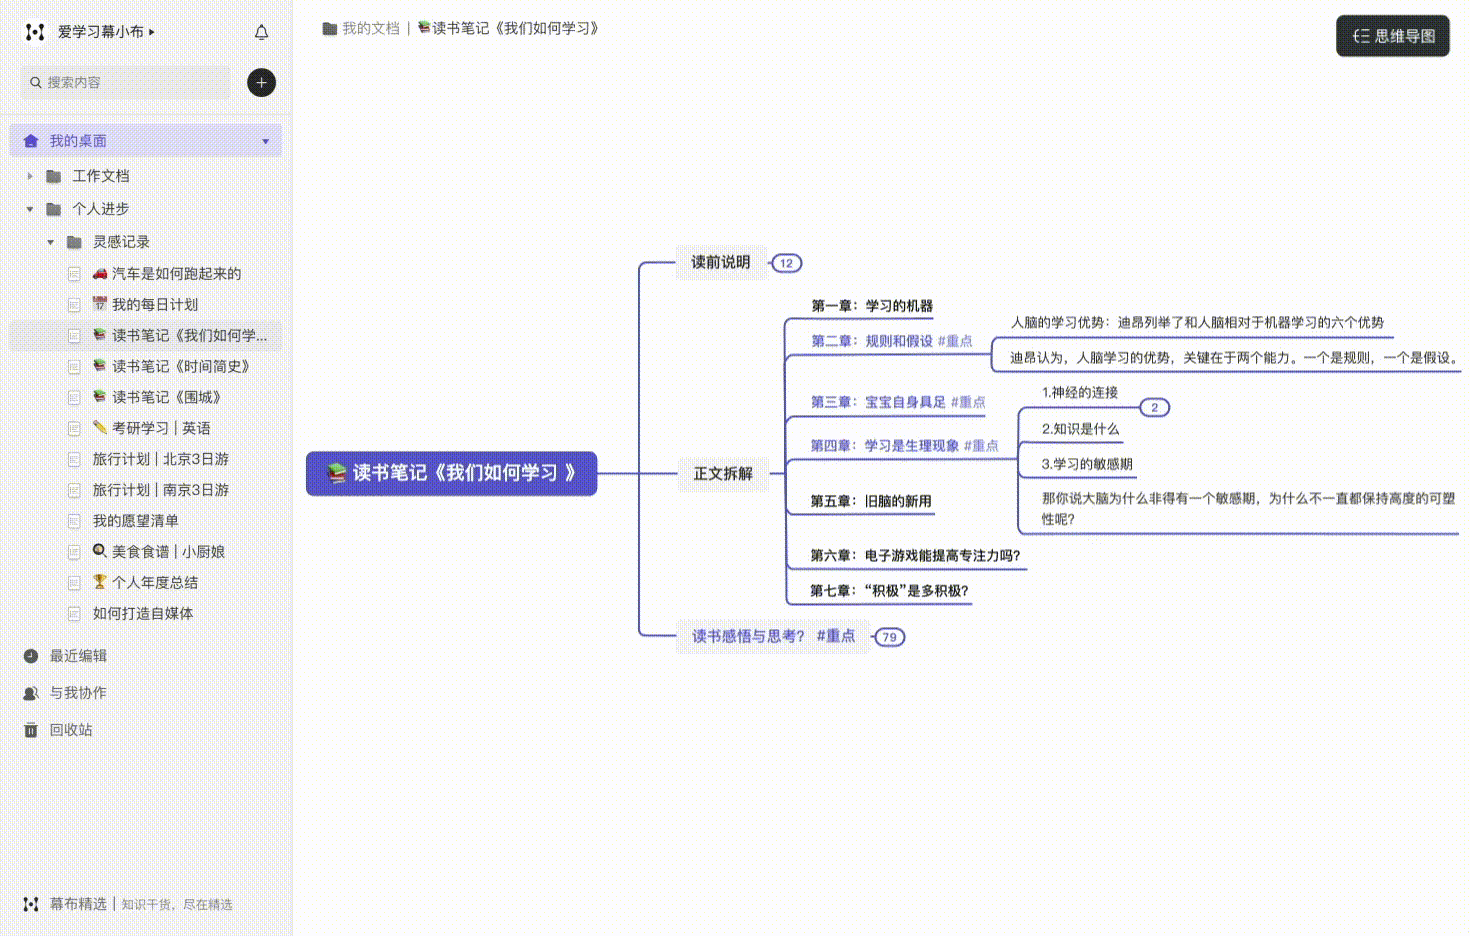 爱学习幕小布
搜索内容
我的桌面
工作文档
个人进步
灵感记录
🚗 汽车是如何跑起来的
📅 我的每日计划
📚 读书笔记《我们如何学...
📚 读书笔记《时间简史》
📚 读书笔记《围城》
✏️ 考研学习 | 英语
旅行计划 | 北京3日游
旅行计划 | 南京3日游
我的愿望清单
🍳 美食食谱 | 小厨娘
🏆 个人年度总结
如何打造自媒体
最近编辑
与我协作
回收站
幕布精选 | 知识干货，尽在精选
我的文档 | 📚读书笔记《我们如何学习》
思维导图
📚 读书笔记《我们如何学习 》
读前说明 12
正文拆解
第一章：学习的机器
第二章：规则和假设 #重点
人脑的学习优势：迪昂列举了和人脑相对于机器学习的六个优势
迪昂认为，人脑学习的优势，关键在于两个能力。一个是规则，一个是假设。
第三章：宝宝自身具足 #重点
第四章：学习是生理现象 #重点
1.神经的连接 2
2.知识是什么
3.学习的敏感期
那你说大脑为什么非得有一个敏感期，为什么不一直都保持高度的可塑
性呢?
第五章：旧脑的新用
第六章：电子游戏能提高专注力吗?
第七章：“积极”是多积极?
读书感悟与思考? #重点 79